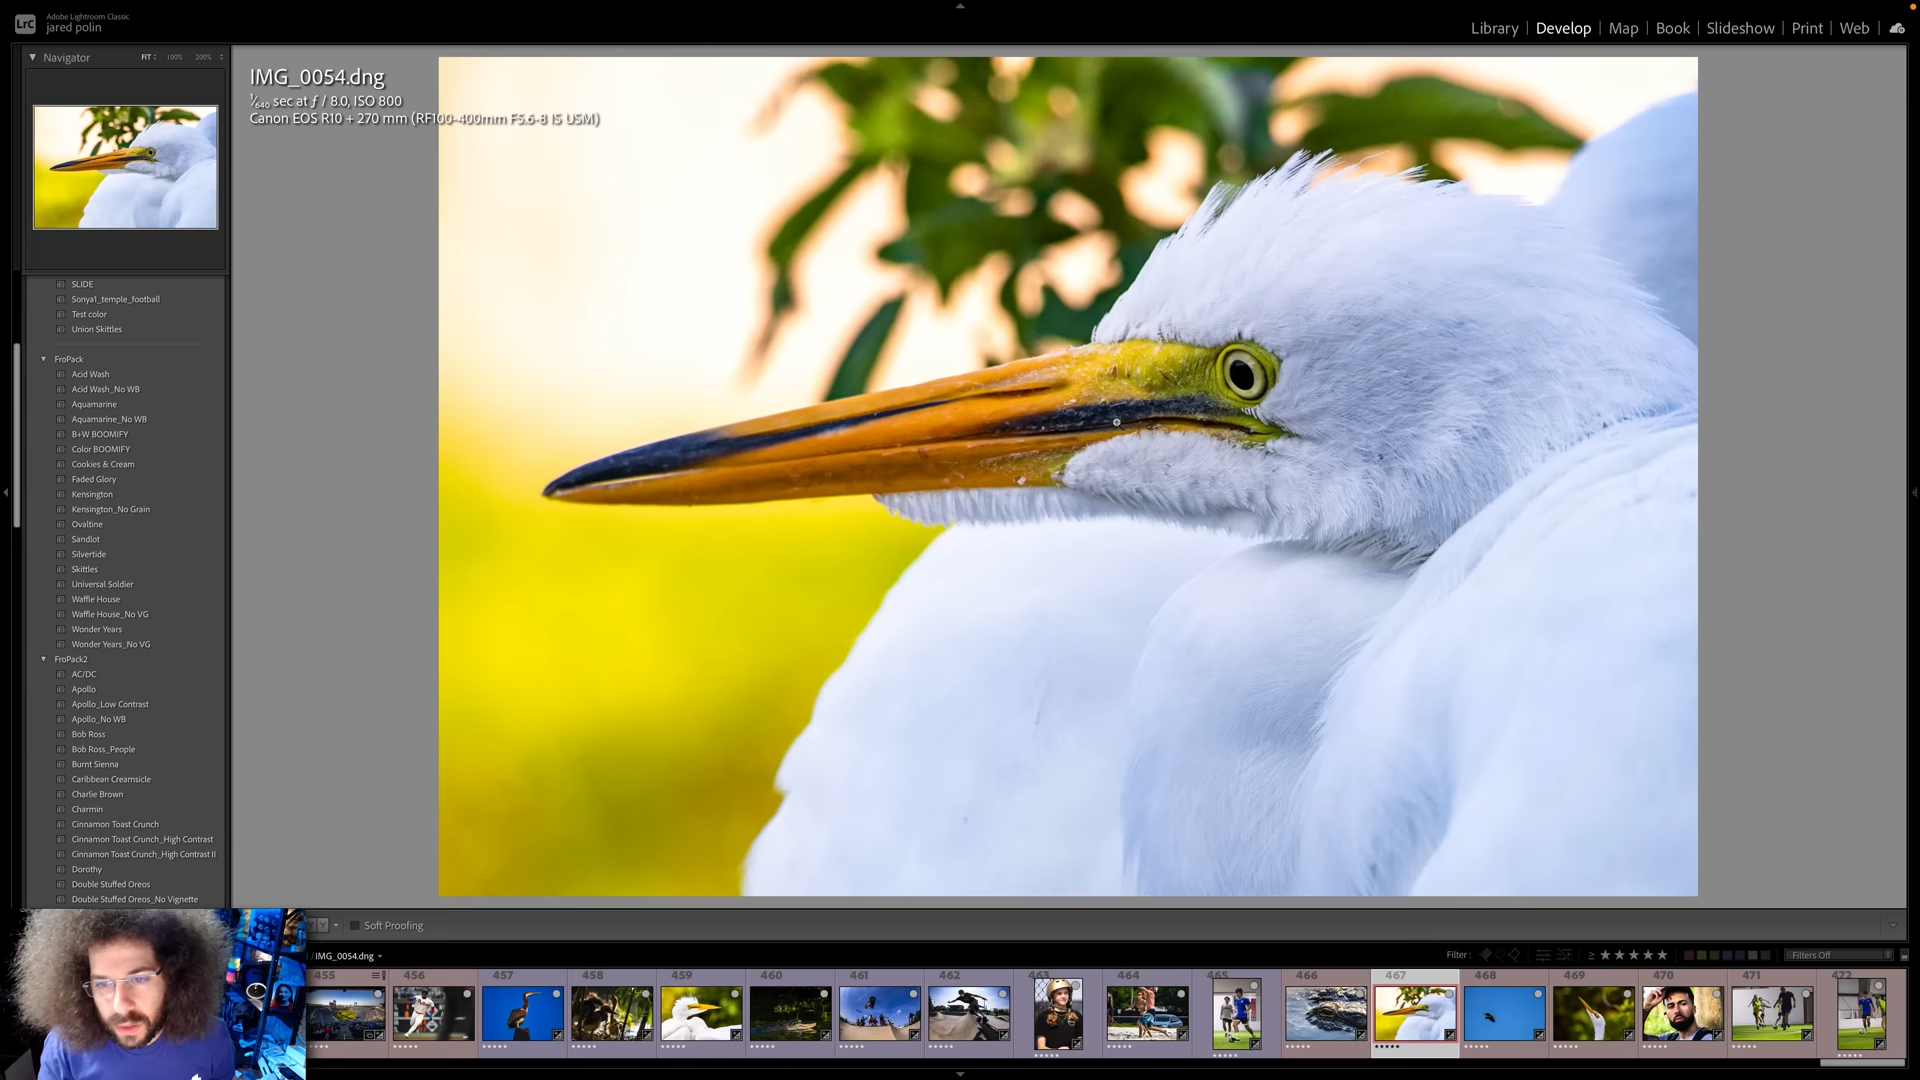 LrC
Adobe Lightroom Classic
jared polin
Library | Develop | Map | Book | Slideshow | Print | Web
Navigator FIT 100% 200%
IMG_0054.dng
1/640 sec at ƒ / 8.0, ISO 800
Canon EOS R10 + 270 mm (RF100-400mm F5.6-8 IS USM)
SLIDE
Sonya1_temple_football
Test color
Union Skittles
FroPack
Acid Wash
Acid Wash_No WB
Aquamarine
Aquamarine_No WB
B+W BOOMIFY
Color BOOMIFY
Cookies & Cream
Faded Glory
Kensington
Kensington_No Grain
Ovaltine
Sandlot
Silvertide
Skittles
Universal Soldier
Waffle House
Waffle House_No VG
Wonder Years
Wonder Years_No VG
FroPack2
AC/DC
Apollo
Apollo_Low Contrast
Apollo_No WB
Bob Ross
Bob Ross_People
Burnt Sienna
Caribbean Creamsicle
Charlie Brown
Charmin
Cinnamon Toast Crunch
Cinnamon Toast Crunch_High Contrast
Cinnamon Toast Crunch_High Contrast II
Dorothy
Double Stuffed Oreos
Double Stuffed Oreos_No Vignette
Y Soft Proofing
/ IMG_0054.dng
Filter : ≥ ★★★★★ Filters Off
455 456 457 458 459 460 461 462 463 464 465 466 467 468 469 470 471 472